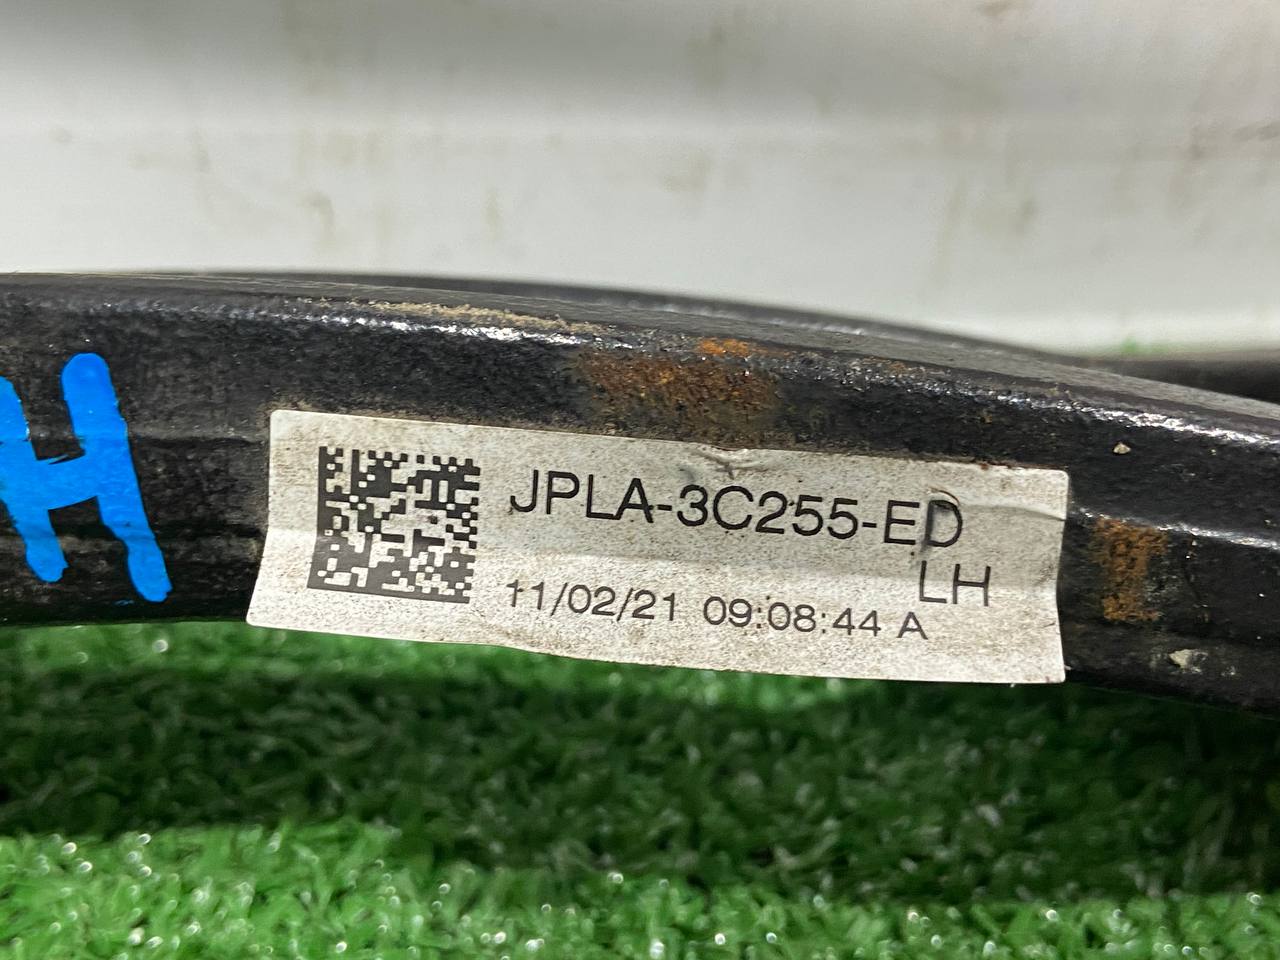 H
JPLA-3C255-ED
LH
11/02/21 09:08:44 A